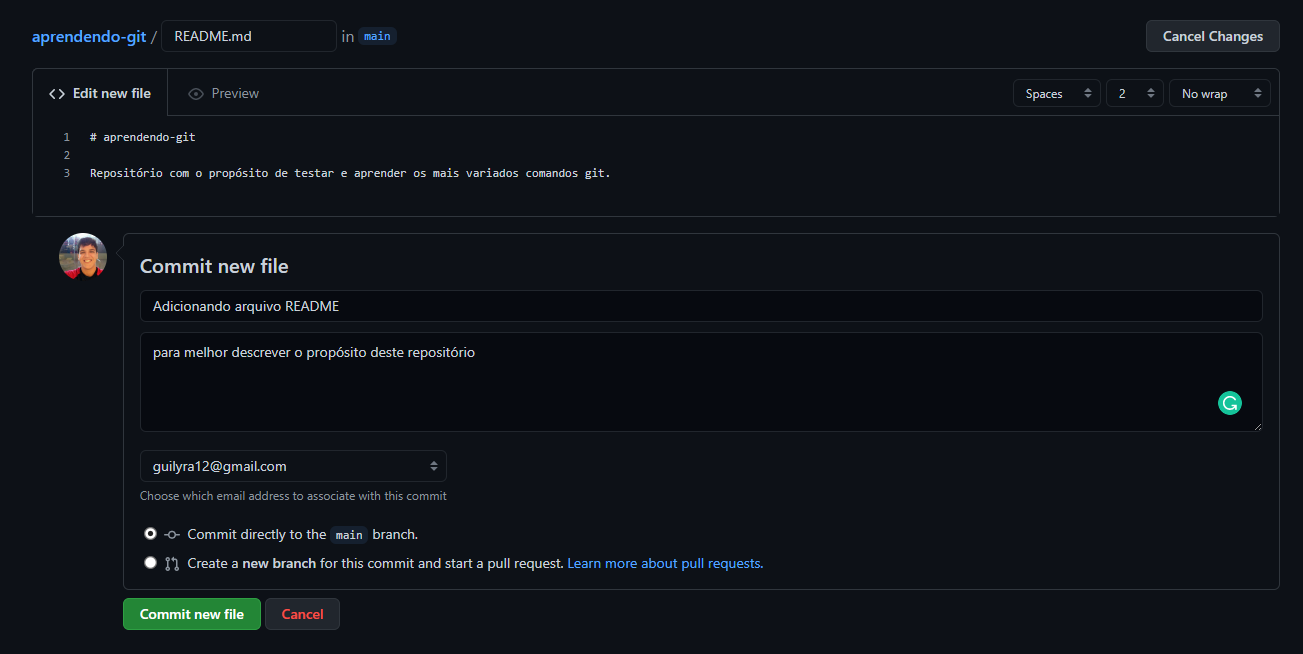 aprendendo-git / README.md in main Cancel Changes
Edit new file Preview Spaces 2 No wrap
1 # aprendendo-git
2
3 Repositório com o propósito de testar e aprender os mais variados comandos git.
Commit new file
Adicionando arquivo README
para melhor descrever o propósito deste repositório
guilyra12@gmail.com
Choose which email address to associate with this commit
Commit directly to the main branch.
Create a new branch for this commit and start a pull request. Learn more about pull requests.
Commit new file Cancel